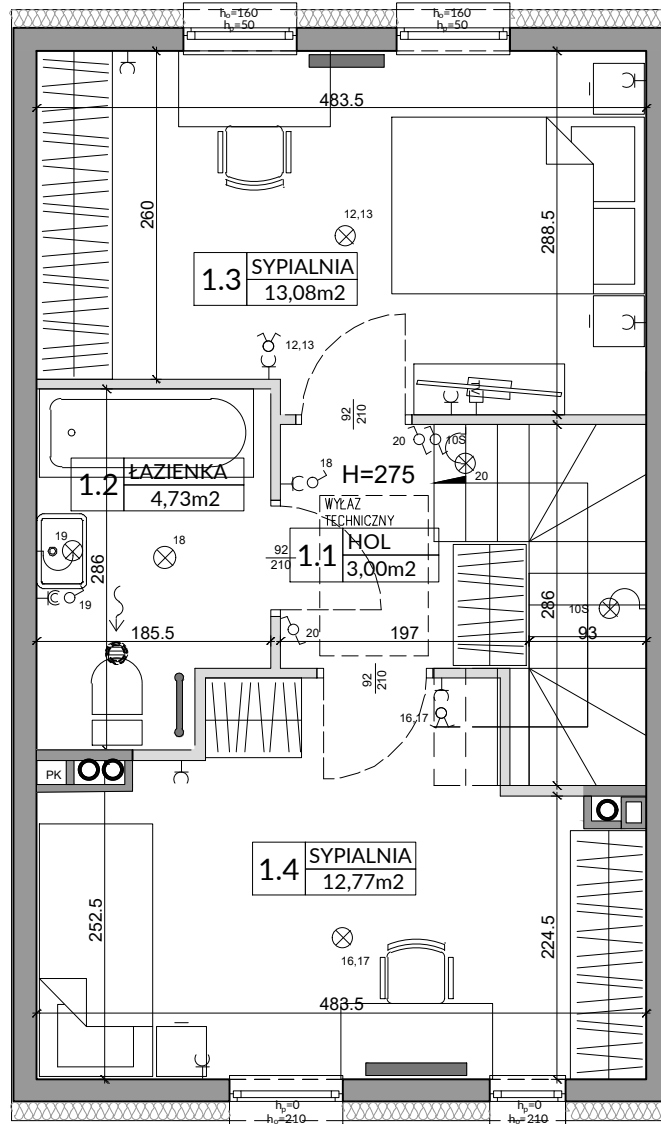 hₒ=160
hₚ=50
hₒ=160
hₚ=50
483.5
260
288.5
12,13
1.3
SYPIALNIA
13,08m2
12,13
92
210
20
10S
18
H=275
20
1.2
ŁAZIENKA
4,73m2
WYŁAZ
TECHNICZNY
1.1
HOL
3,00m2
19
18
92
210
286
286
19
10S
185.5
20
197
93
92
210
16,17
PK
1.4
SYPIALNIA
12,77m2
252.5
224.5
16,17
483.5
hₚ=0
hₒ=210
hₚ=0
hₒ=210